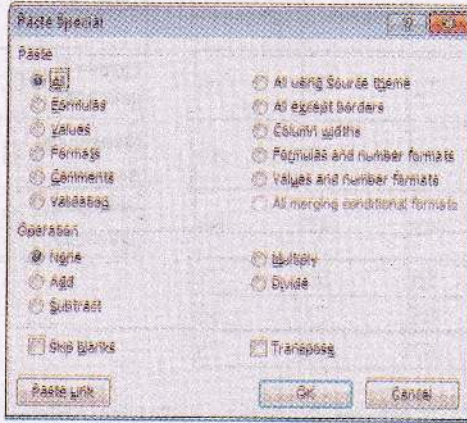 Paste Special
Paste
All
Formulas
Values
Formats
Comments
Validation
All using Source theme
All except borders
Column widths
Formulas and number formats
Values and number formats
All merging conditional formats
Operation
None
Add
Subtract
Multiply
Divide
Skip blanks
Transpose
Paste Link
OK
Cancel